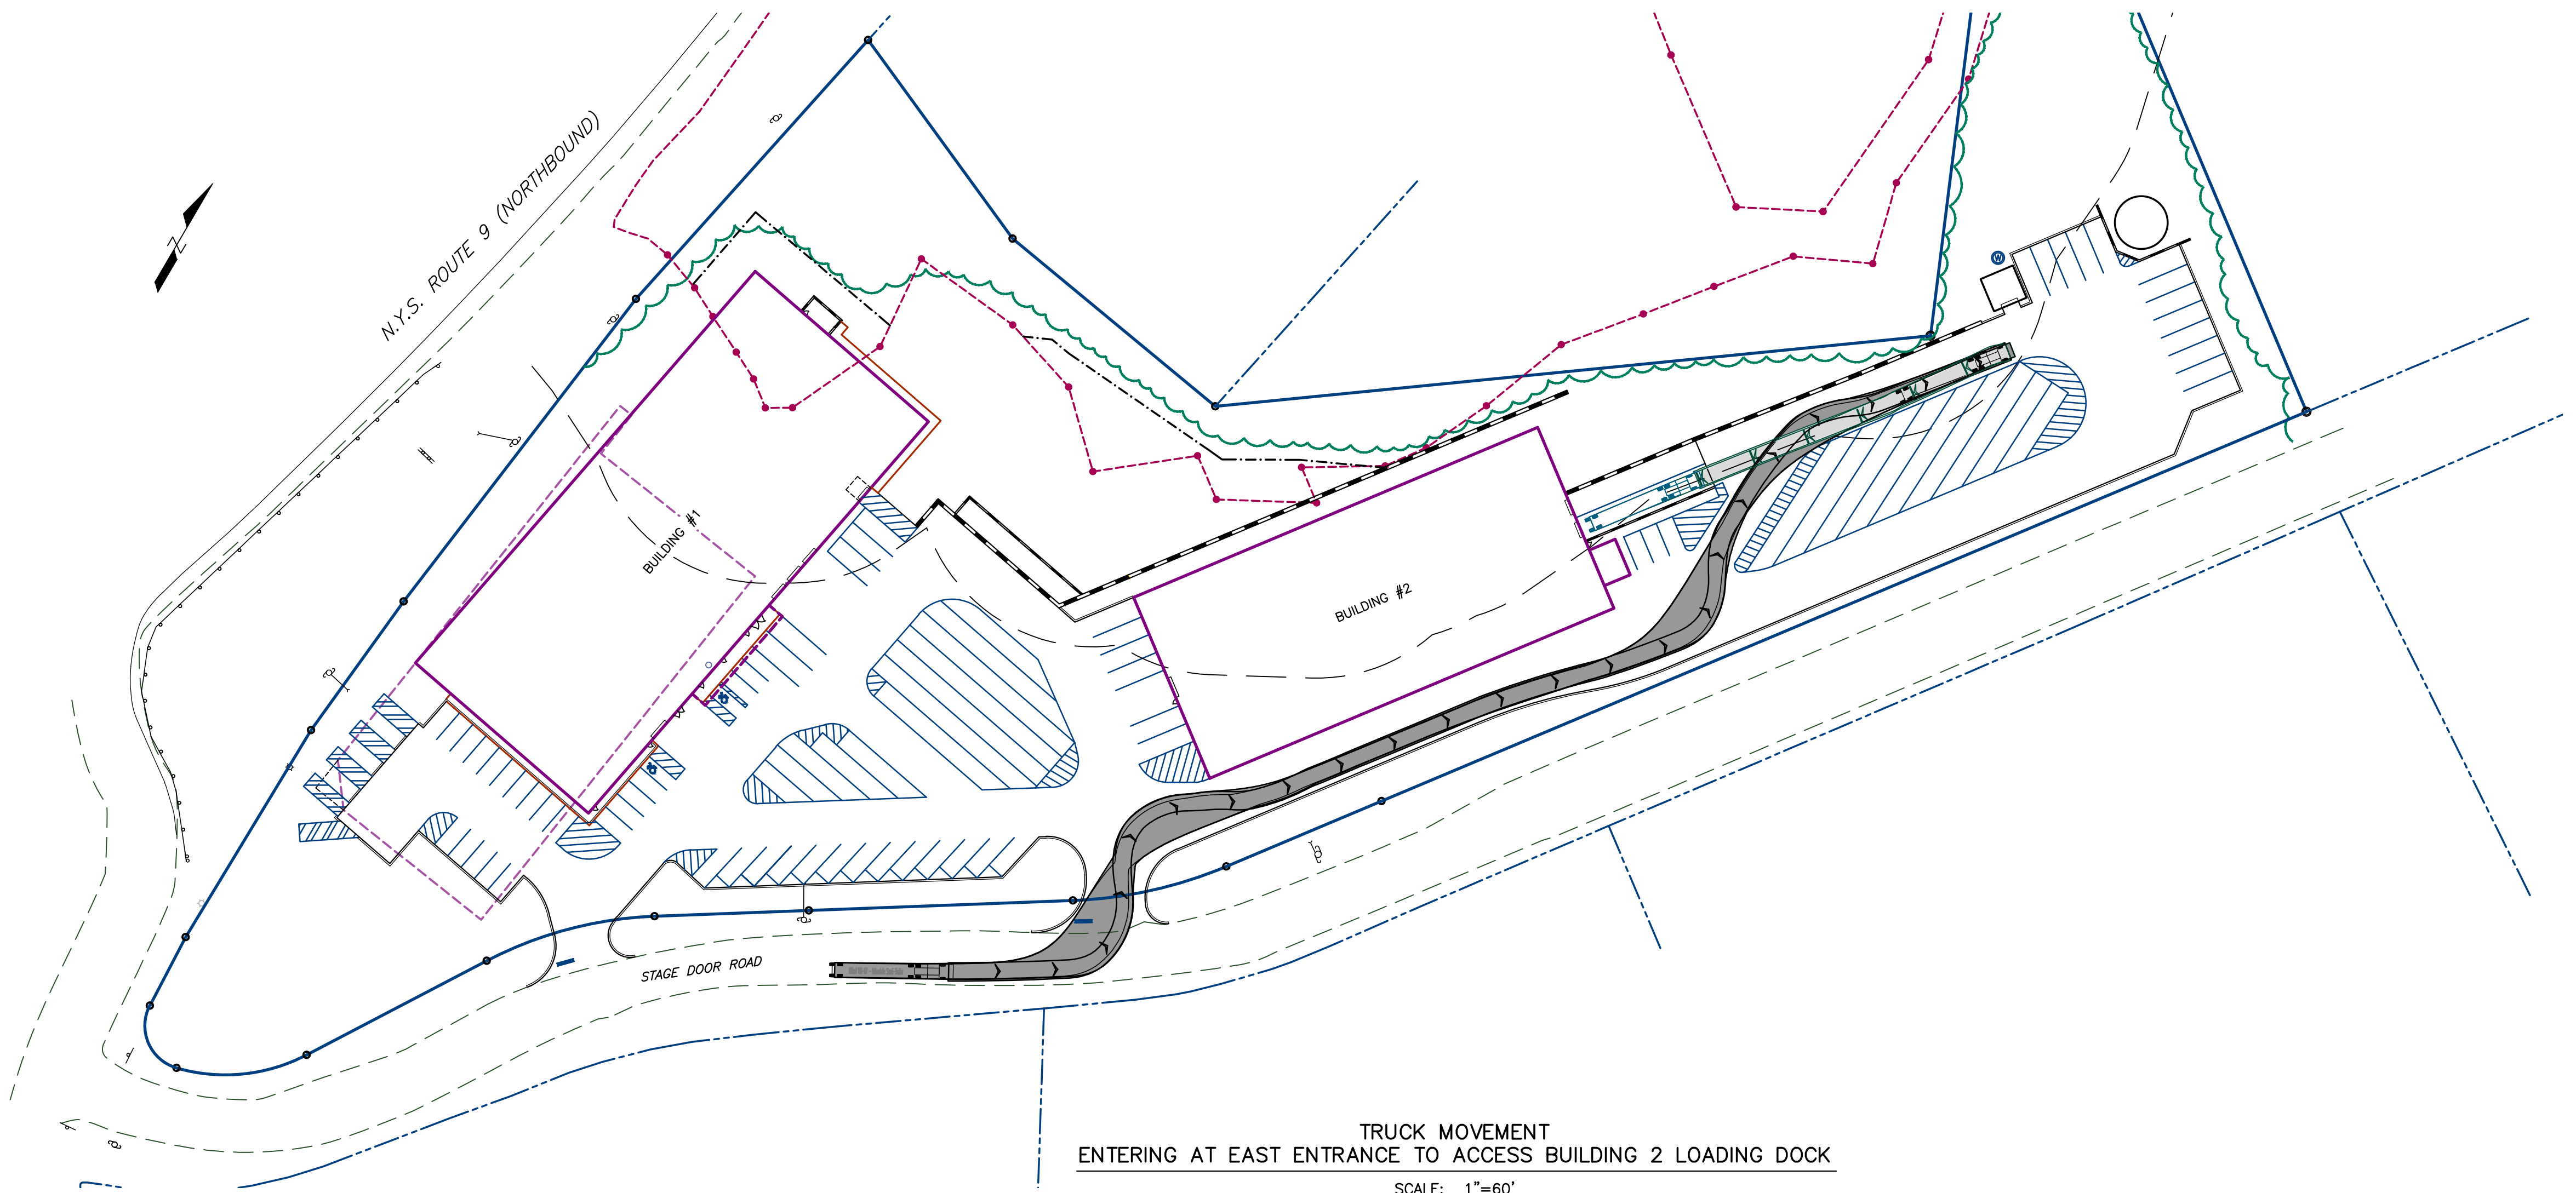 N.Y.S. ROUTE 9 (NORTHBOUND)
N
W
BUILDING #1
BUILDING #2
STAGE DOOR ROAD
TRUCK MOVEMENT
ENTERING AT EAST ENTRANCE TO ACCESS BUILDING 2 LOADING DOCK
SCALE: 1"=60'